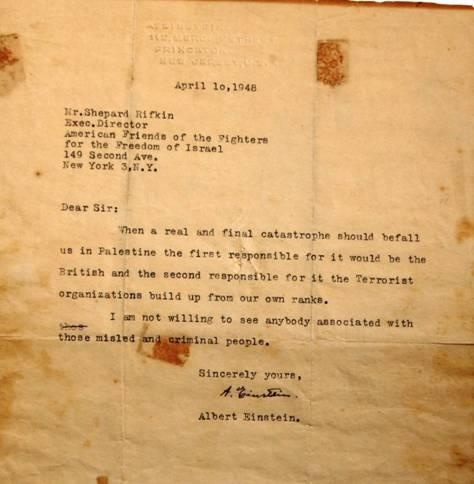 A. EINSTEIN
112, MERCER STREET
PRINCETON
NEW JERSEY, U.S.A.
April 10,1948
Mr.Shepard Rifkin
Exec.Director
American Friends of the Fighters
for the Freedom of Israel
149 Second Ave.
New York 3,N.Y.
Dear Sir:
When a real and final catastrophe should befall
us in Palestine the first responsible for it would be the
British and the second responsible for it the Terrorist
organizations build up from our own ranks.
I am not willing to see anybody associated with
those misled and criminal people.
Sincerely yours,
A. Einstein.
Albert Einstein.